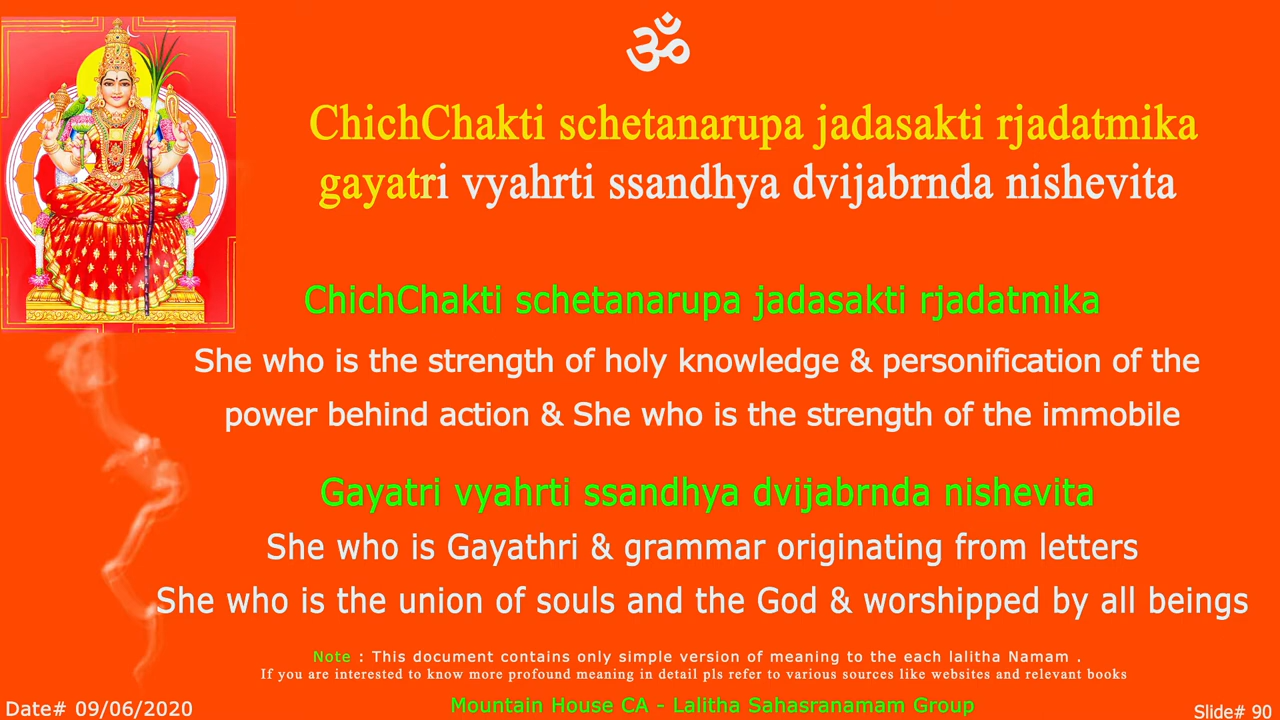 ॐ
ChichChakti schetanarupa jadasakti rjadatmika
gayatri vyahrti ssandhya dvijabrnda nishevita
ChichChakti schetanarupa jadasakti rjadatmika
She who is the strength of holy knowledge & personification of the
power behind action & She who is the strength of the immobile
Gayatri vyahrti ssandhya dvijabrnda nishevita
She who is Gayathri & grammar originating from letters
She who is the union of souls and the God & worshipped by all beings
Note : This document contains only simple version of meaning to the each lalitha Namam .
If you are interested to know more profound meaning in detail pls refer to various sources like websites and relevant books
Mountain House CA - Lalitha Sahasranamam Group
Date# 09/06/2020
Slide# 90